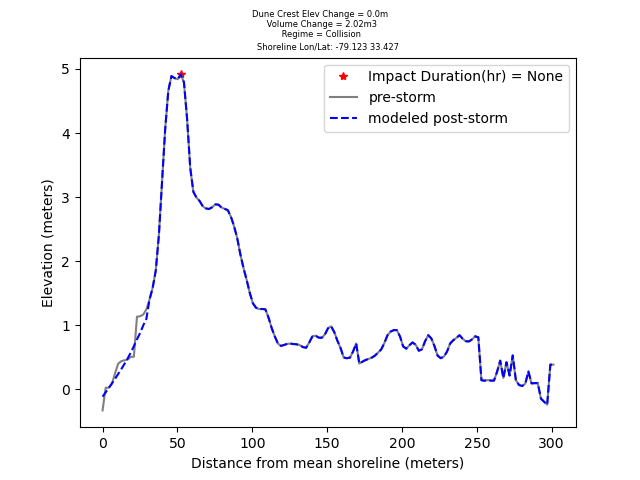 Dune Crest Elev Change = 0.0m
Volume Change = 2.02m3
Regime = Collision
Shoreline Lon/Lat: -79.123 33.427
Impact Duration(hr) = None
pre-storm
modeled post-storm
Elevation (meters)
5
4
3
2
1
0
0 50 100 150 200 250 300
Distance from mean shoreline (meters)